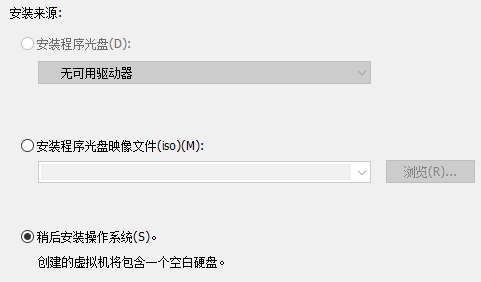 安装来源:
安装程序光盘(D):
无可用驱动器
安装程序光盘映像文件(iso)(M):
浏览(R)...
稍后安装操作系统(S)。
创建的虚拟机将包含一个空白硬盘。